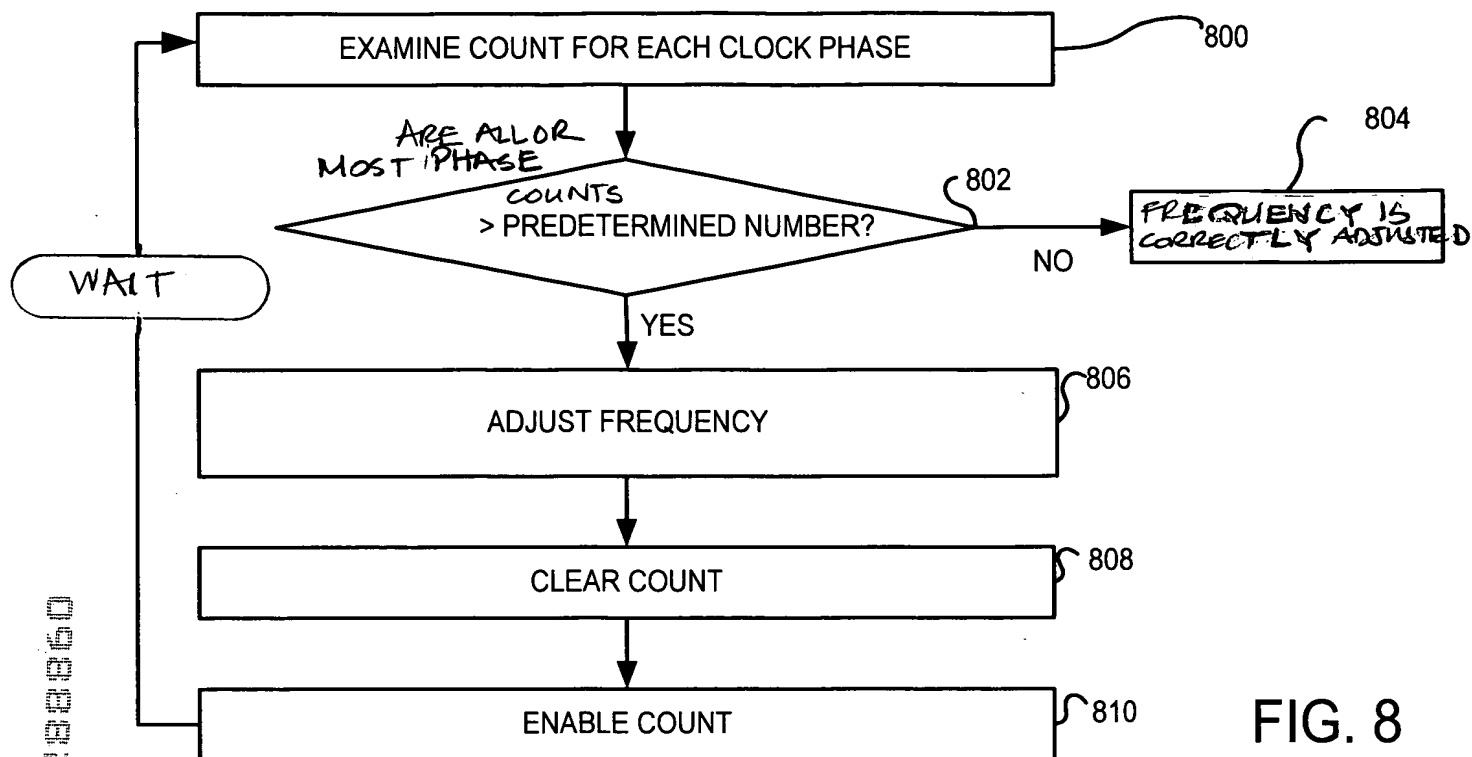 EXAMINE COUNT FOR EACH CLOCK PHASE
800
ARE ALL OR
MOST PHASE
COUNTS
> PREDETERMINED NUMBER?
802
804
FREQUENCY IS
CORRECTLY ADJUSTED
NO
WAIT
YES
ADJUST FREQUENCY
806
CLEAR COUNT
808
ENABLE COUNT
810
FIG. 8